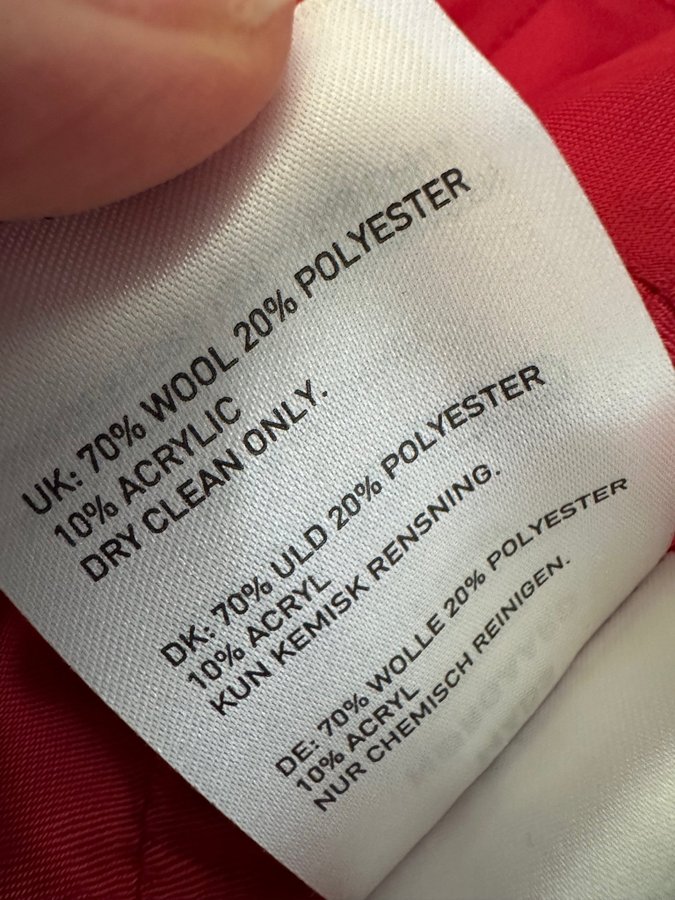 UK: 70% WOOL 20% POLYESTER
10% ACRYLIC
DRY CLEAN ONLY.
DK: 70% ULD 20% POLYESTER
10% ACRYL
KUN KEMISK RENSNING.
DE: 70% WOLLE 20% POLYESTER
10% ACRYL
NUR CHEMISCH REINIGEN.